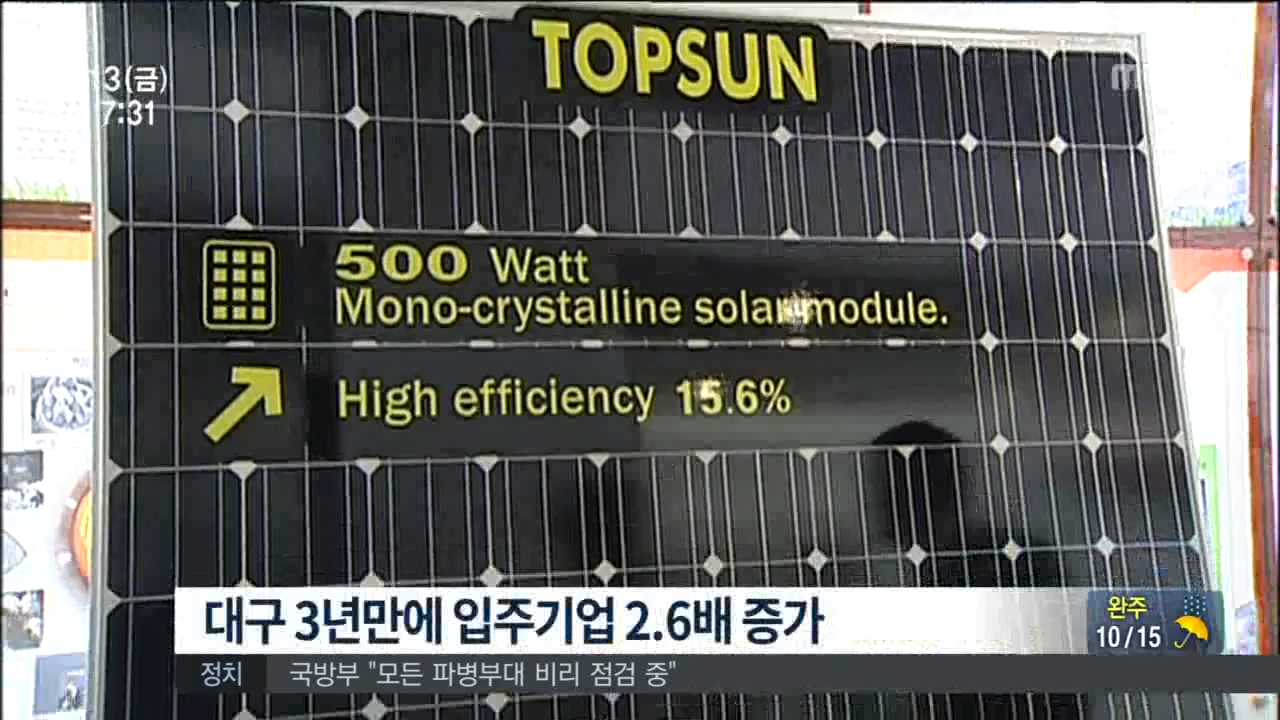 TOPSUN
3(금)
7:31
500 Watt
Mono-crystalline solar module.
High efficiency 15.6%
대구 3년만에 입주기업 2.6배 증가
완주
10/15
정치 국방부 "모든 파병부대 비리 점검 중"